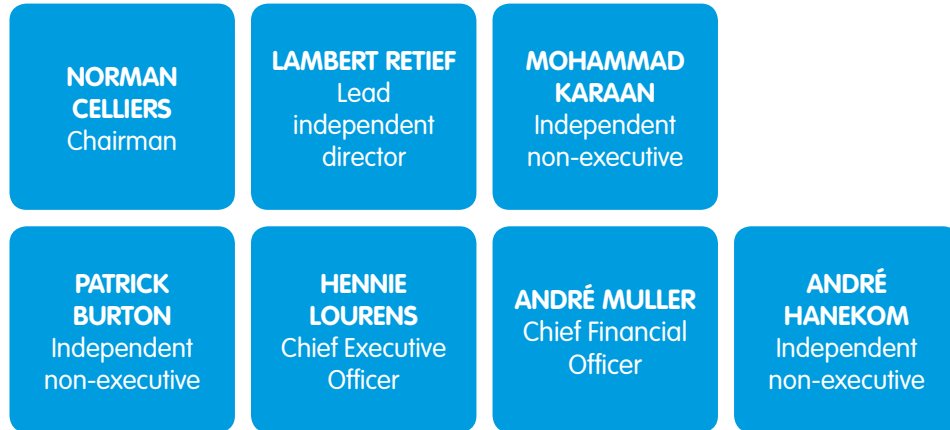 NORMAN
CELLIERS
Chairman
LAMBERT RETIEF
Lead
independent
director
MOHAMMAD
KARAAN
Independent
non-executive
PATRICK
BURTON
Independent
non-executive
HENNIE
LOURENS
Chief Executive
Officer
ANDRÉ MULLER
Chief Financial
Officer
ANDRÉ
HANEKOM
Independent
non-executive